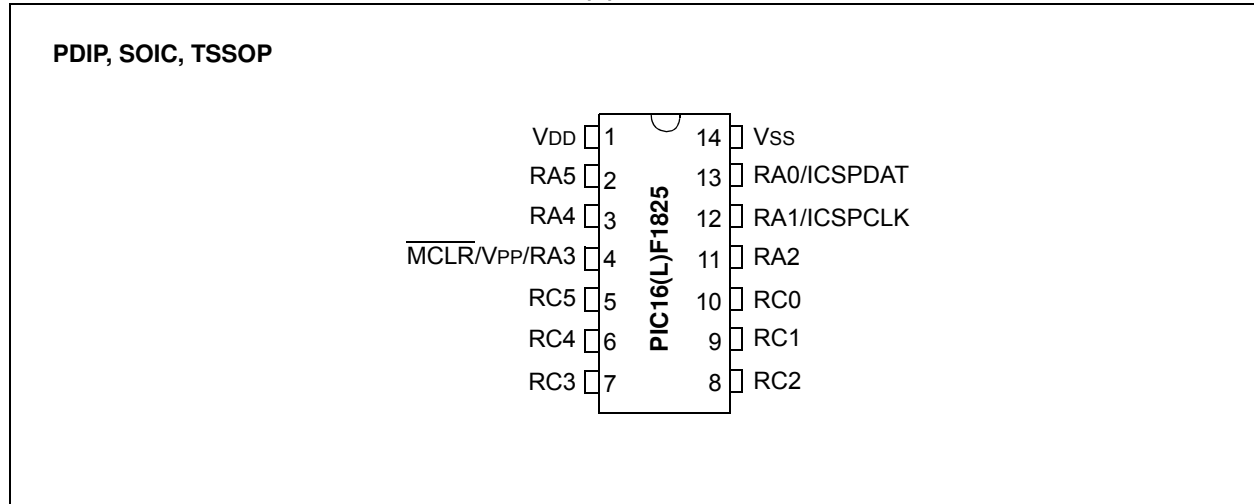 PDIP, SOIC, TSSOP
VDD 1 14 VSS
RA5 2 13 RA0/ICSPDAT
RA4 3 12 RA1/ICSPCLK
MCLR/VPP/RA3 4 11 RA2
RC5 5 10 RC0
RC4 6 9 RC1
RC3 7 8 RC2
PIC16(L)F1825